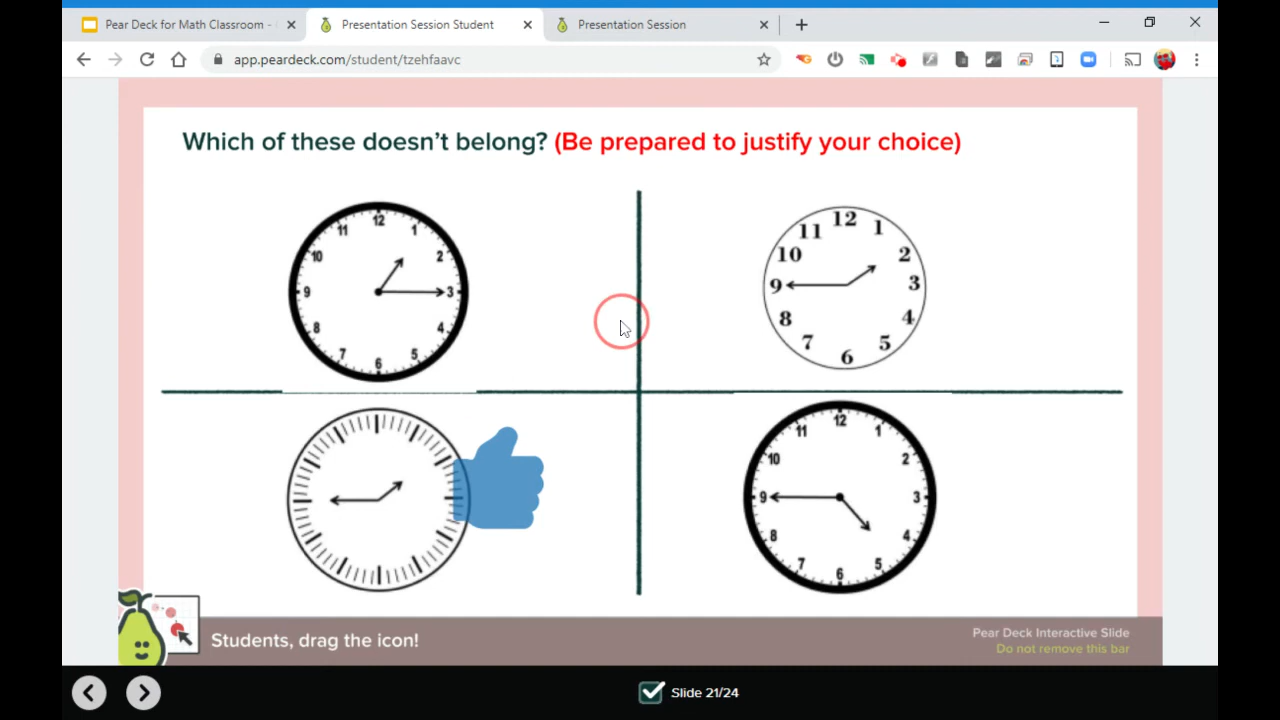 Pear Deck for Math Classroom -
Presentation Session Student
Presentation Session
app.peardeck.com/student/tzehfaavc
Which of these doesn't belong? (Be prepared to justify your choice)
12
11 1
10 2
9 3
8 4
7 5
6
12
11 1
10 2
9 3
8 4
7 5
6
12
11 1
10 2
9 3
8 4
7 5
6
Students, drag the icon!
Pear Deck Interactive Slide
Do not remove this bar
Slide 21/24